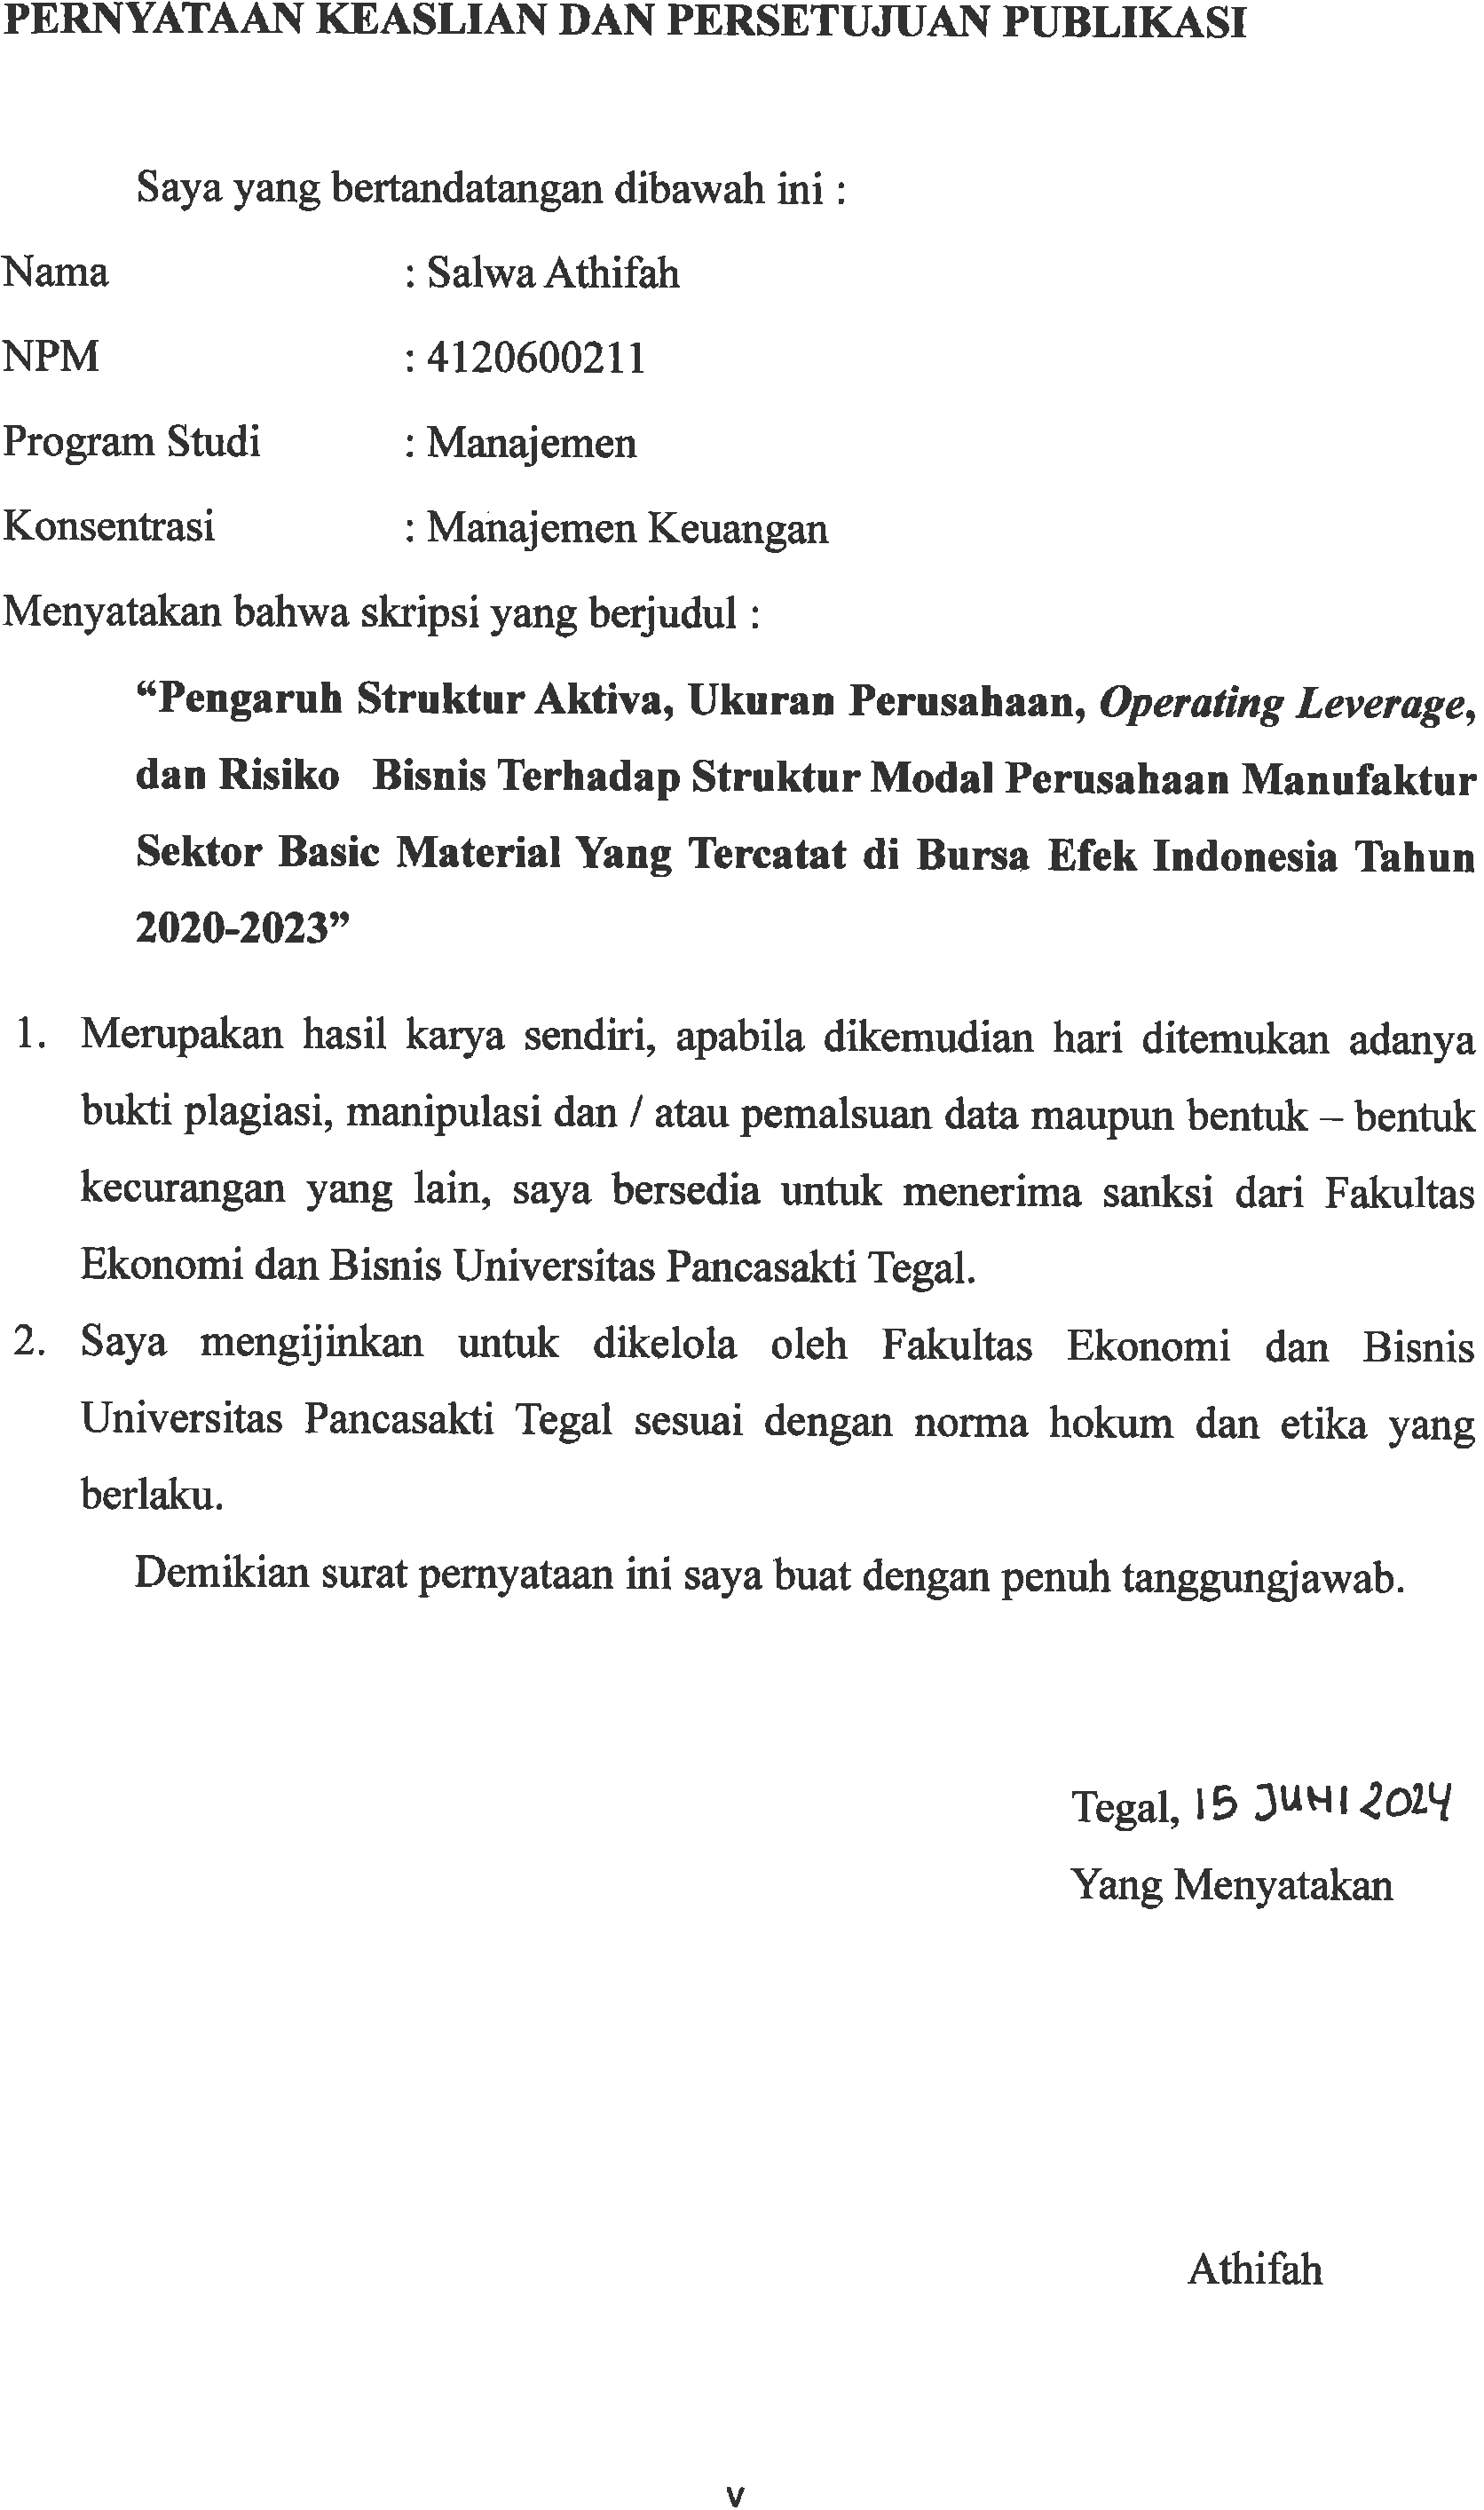 PERNYATAAN KEASLIAN DAN PERSETUJUAN PUBLIKASI
Saya yang bertandatangan dibawah ini :
Nama : Salwa Athifah
NPM : 4120600211
Program Studi : Manajemen
Konsentrasi : Manajemen Keuangan
Menyatakan bahwa skripsi yang berjudul :
“Pengaruh Struktur Aktiva, Ukuran Perusahaan, Operating Leverage,
dan Risiko Bisnis Terhadap Struktur Modal Perusahaan Manufaktur
Sektor Basic Material Yang Tercatat di Bursa Efek Indonesia Tahun
2020-2023”
1. Merupakan hasil karya sendiri, apabila dikemudian hari ditemukan adanya
bukti plagiasi, manipulasi dan / atau pemalsuan data maupun bentuk – bentuk
kecurangan yang lain, saya bersedia untuk menerima sanksi dari Fakultas
Ekonomi dan Bisnis Universitas Pancasakti Tegal.
2. Saya mengijinkan untuk dikelola oleh Fakultas Ekonomi dan Bisnis
Universitas Pancasakti Tegal sesuai dengan norma hokum dan etika yang
berlaku.
Demikian surat pernyataan ini saya buat dengan penuh tanggungjawab.
Tegal, 15 JUNI 2024
Yang Menyatakan
Athifah
v